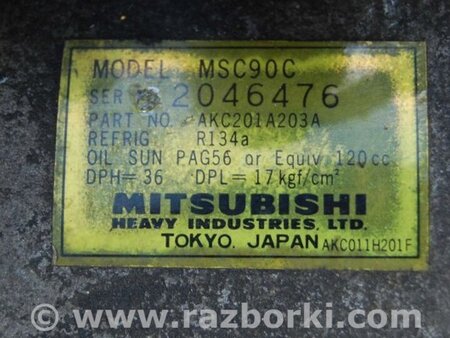 MODEL MSC90C
SER 2046476
PART NO. AKC201A203A
REFRIG R134a
OIL SUN PAG56 or Equiv 120cc
DPH=36 DPL=17kgf/cm²
MITSUBISHI
HEAVY INDUSTRIES, LTD.
TOKYO. JAPAN AKC011H201F
© www.razborki.com